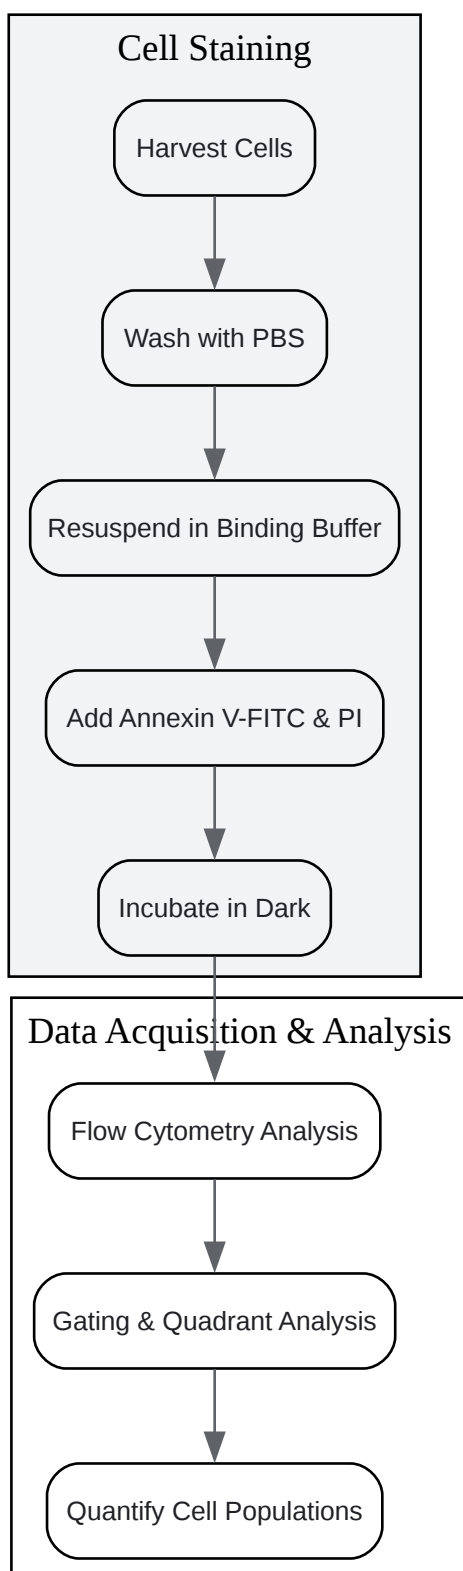 Cell Staining
Harvest Cells
Wash with PBS
Resuspend in Binding Buffer
Add Annexin V-FITC & PI
Incubate in Dark
Data Acquisition & Analysis
Flow Cytometry Analysis
Gating & Quadrant Analysis
Quantify Cell Populations